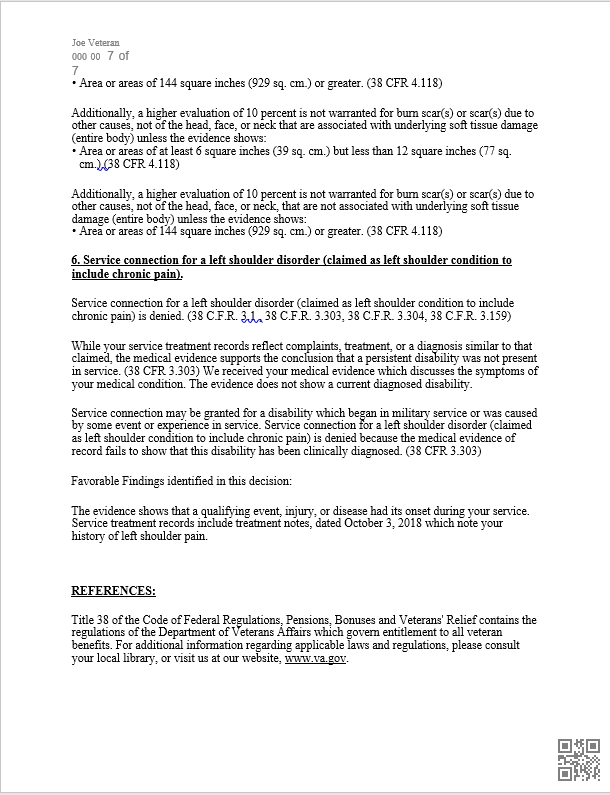 Joe Veteran
000 00 7 of
7
• Area or areas of 144 square inches (929 sq. cm.) or greater. (38 CFR 4.118)
Additionally, a higher evaluation of 10 percent is not warranted for burn scar(s) or scar(s) due to
other causes, not of the head, face, or neck that are associated with underlying soft tissue damage
(entire body) unless the evidence shows:
• Area or areas of at least 6 square inches (39 sq. cm.) but less than 12 square inches (77 sq.
cm.).(38 CFR 4.118)
Additionally, a higher evaluation of 10 percent is not warranted for burn scar(s) or scar(s) due to
other causes, not of the head, face, or neck, that are not associated with underlying soft tissue
damage (entire body) unless the evidence shows:
• Area or areas of 144 square inches (929 sq. cm.) or greater. (38 CFR 4.118)
6. Service connection for a left shoulder disorder (claimed as left shoulder condition to
include chronic pain).
Service connection for a left shoulder disorder (claimed as left shoulder condition to include
chronic pain) is denied. (38 C.F.R. 3.1., 38 C.F.R. 3.303, 38 C.F.R. 3.304, 38 C.F.R. 3.159)
While your service treatment records reflect complaints, treatment, or a diagnosis similar to that
claimed, the medical evidence supports the conclusion that a persistent disability was not present
in service. (38 CFR 3.303) We received your medical evidence which discusses the symptoms of
your medical condition. The evidence does not show a current diagnosed disability.
Service connection may be granted for a disability which began in military service or was caused
by some event or experience in service. Service connection for a left shoulder disorder (claimed
as left shoulder condition to include chronic pain) is denied because the medical evidence of
record fails to show that this disability has been clinically diagnosed. (38 CFR 3.303)
Favorable Findings identified in this decision:
The evidence shows that a qualifying event, injury, or disease had its onset during your service.
Service treatment records include treatment notes, dated October 3, 2018 which note your
history of left shoulder pain.
REFERENCES:
Title 38 of the Code of Federal Regulations, Pensions, Bonuses and Veterans' Relief contains the
regulations of the Department of Veterans Affairs which govern entitlement to all veteran
benefits. For additional information regarding applicable laws and regulations, please consult
your local library, or visit us at our website, www.va.gov.